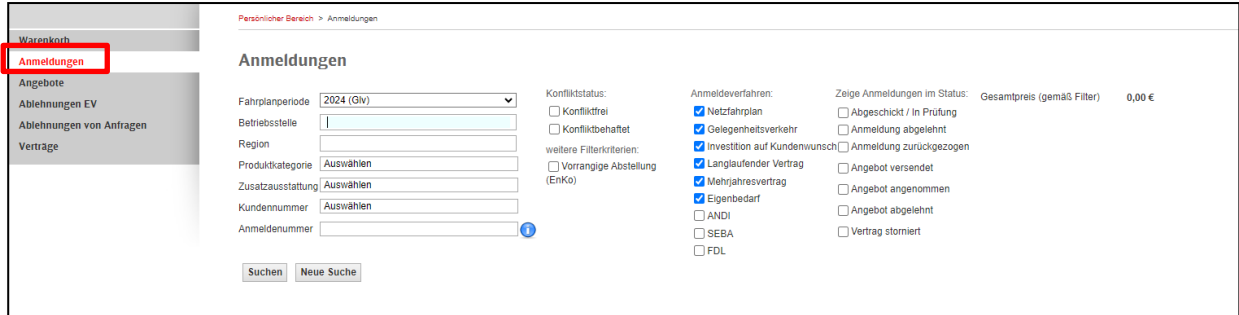 Persönlicher Bereich > Anmeldungen
Warenkorb
Anmeldungen
Angebote
Ablehnungen EV
Ablehnungen von Anfragen
Verträge
Anmeldungen
Fahrplanperiode 2024 (Glv)
Betriebsstelle
Region
Produktkategorie Auswählen
Zusatzausstattung Auswählen
Kundennummer Auswählen
Anmeldenummer
Suchen Neue Suche
Konfliktstatus:
Konfliktfrei
Konfliktbehaftet
weitere Filterkriterien:
Vorrangige Abstellung
(EnKo)
Anmeldeverfahren:
Netzfahrplan
Gelegenheitsverkehr
Investition auf Kundenwunsch
Langlaufender Vertrag
Mehrjahresvertrag
Eigenbedarf
ANDI
SEBA
FDL
Zeige Anmeldungen im Status:
Abgeschickt / In Prüfung
Anmeldung abgelehnt
Anmeldung zurückgezogen
Angebot versendet
Angebot angenommen
Angebot abgelehnt
Vertrag storniert
Gesamtpreis (gemäß Filter) 0,00 €